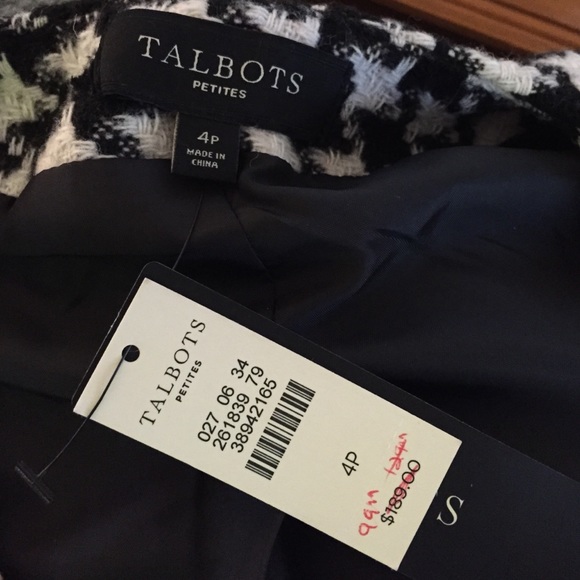 TALBOTS
PETITES
4P
MADE IN
CHINA
TALBOTS
PETITES
027 06 34
261839 79
38942165
4P
$189.00
S